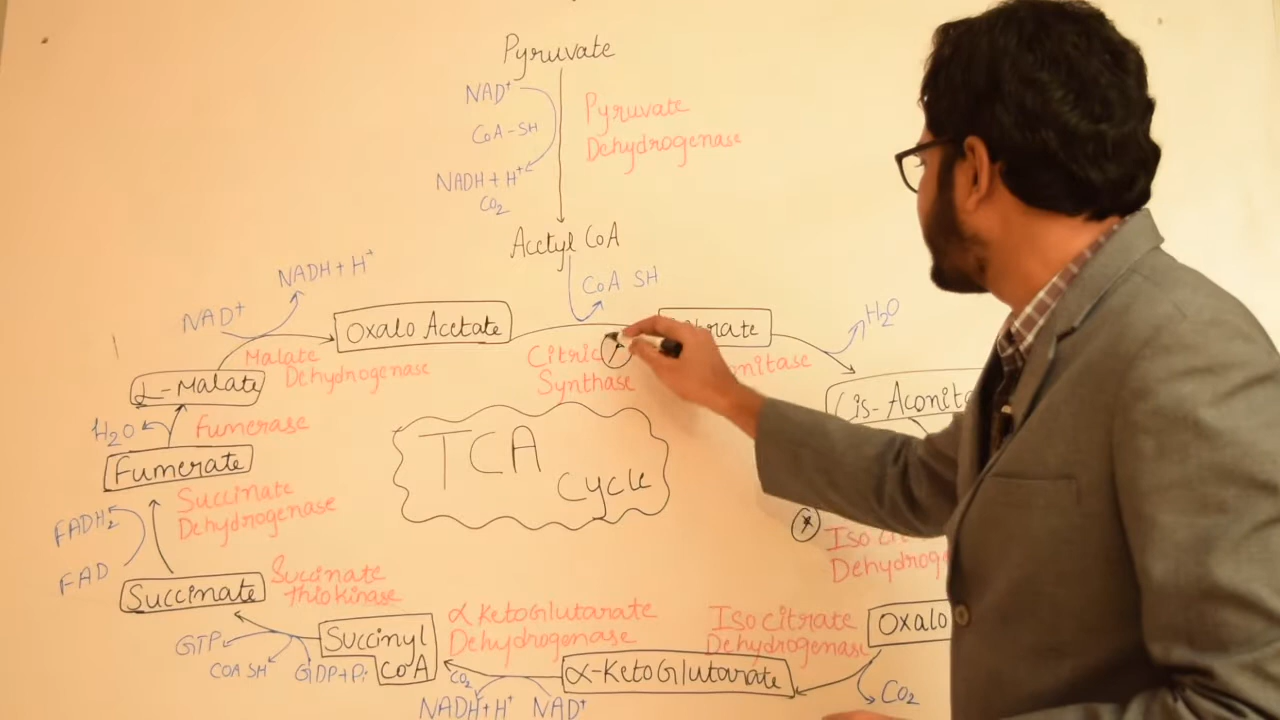 Pyruvate
NAD+
CoA-SH
NADH + H+
CO2
Pyruvate
Dehydrogenase
Acetyl CoA
CoA SH
NADH + H+
NAD+
Oxalo Acetate
H2O
Malate
Dehydrogenase
Citric
Synthase
L-Malate
H2O
Fumerase
Fumerate
TCA
Cycle
Succinate
Dehydrogenase
FADH2
FAD
Succinate
Succinate
thiokinase
Succinyl
CoA
GTP
COA SH
GDP+Pi
α KetoGlutarate
Dehydrogenase
CO2
NADH+H+
NAD+
α-KetoGlutarate
Iso Citrate
Dehydrogenase
Oxalo
CO2
Iso
Dehydrogena